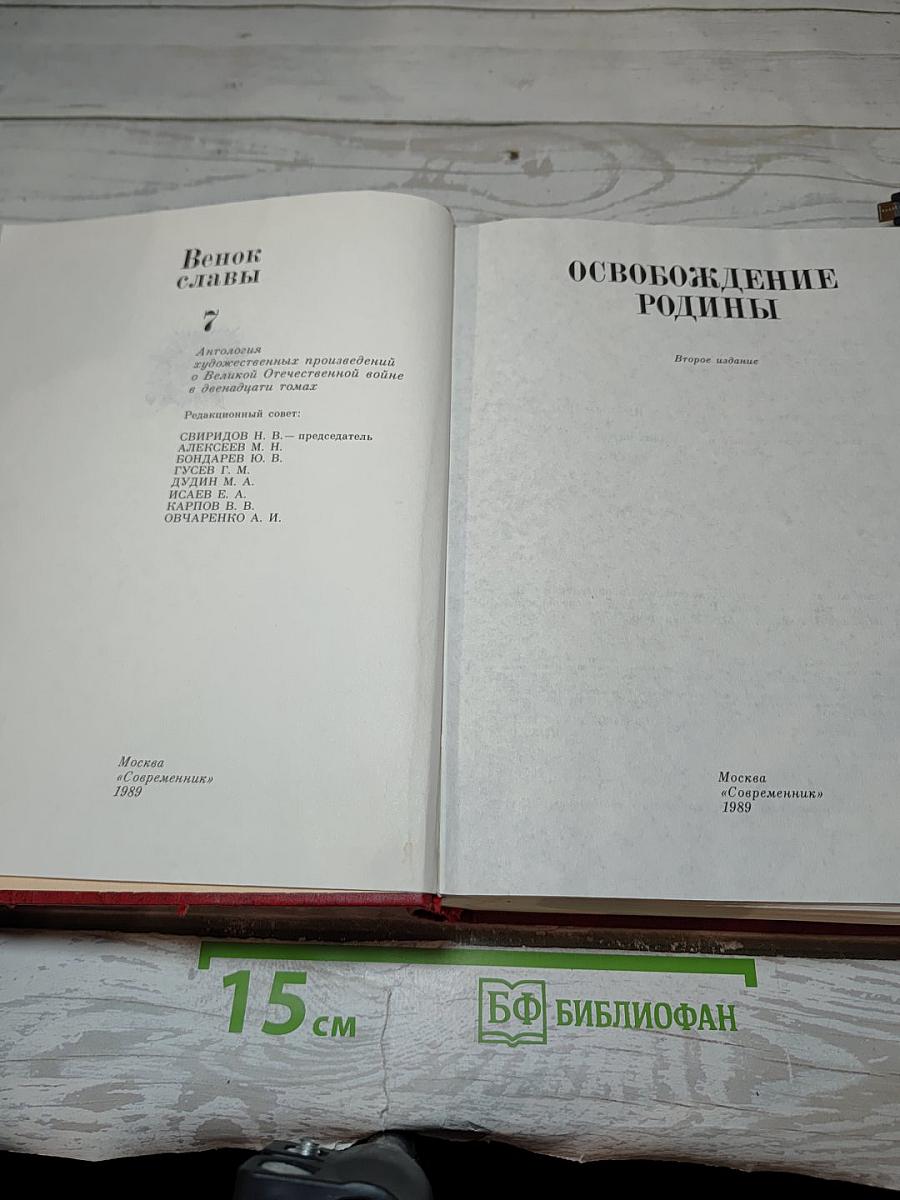 Венок
славы
7
Антология
художественных произведений
о Великой Отечественной войне
в двенадцати томах
Редакционный совет:
СВИРИДОВ Н. В. — председатель
АЛЕКСЕЕВ М. Н.
БОНДАРЕВ Ю. В.
ГУСЕВ Г. М.
ДУДИН М. А.
ИСАЕВ Е. А.
КАРПОВ В. В.
ОВЧАРЕНКО А. И.
Москва
«Современник»
1989
ОСВОБОЖДЕНИЕ
РОДИНЫ
Второе издание
Москва
«Современник»
1989
15 см
БФ БИБЛИОФАН